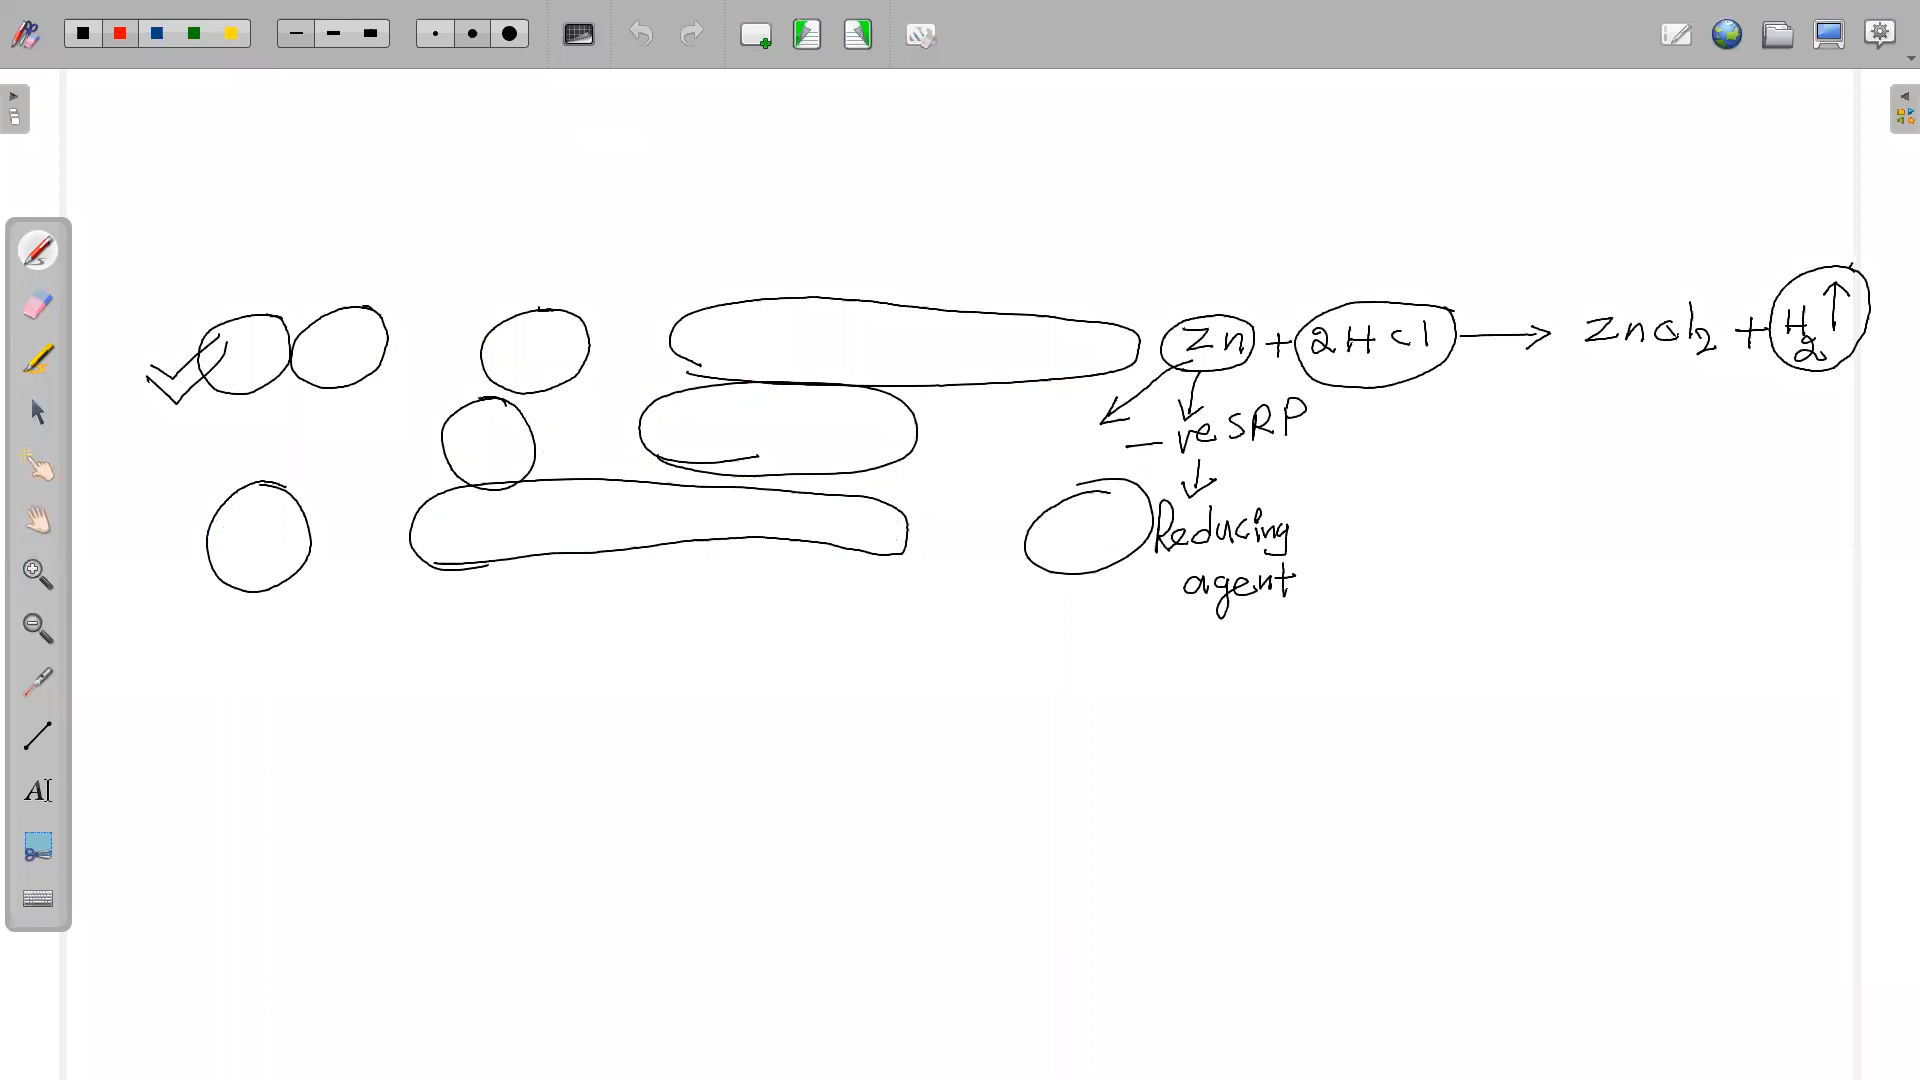 Zn + 2HCl ⟶ ZnCl₂ + H₂↑
−ve SRP
Reducing
agent